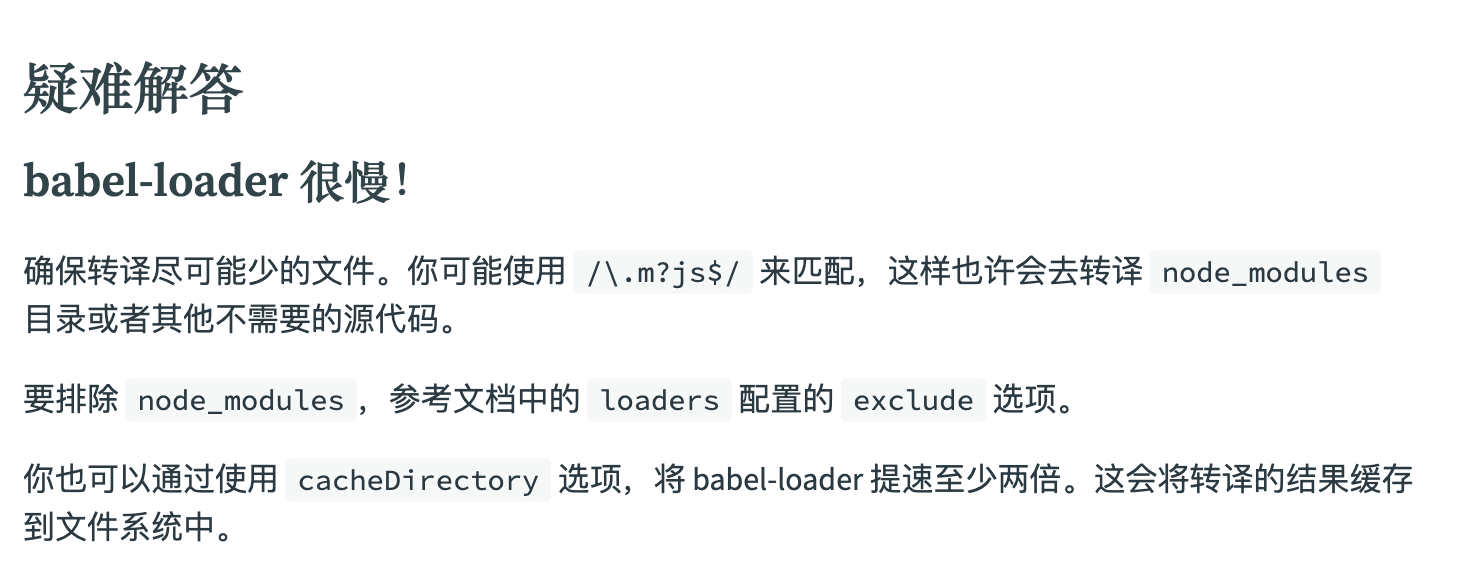 疑难解答
babel-loader 很慢！
确保转译尽可能少的文件。你可能使用 /\.m?js$/ 来匹配，这样也许会去转译 node_modules
目录或者其他不需要的源代码。
要排除 node_modules，参考文档中的 loaders 配置的 exclude 选项。
你也可以通过使用 cacheDirectory 选项，将 babel-loader 提速至少两倍。这会将转译的结果缓存
到文件系统中。